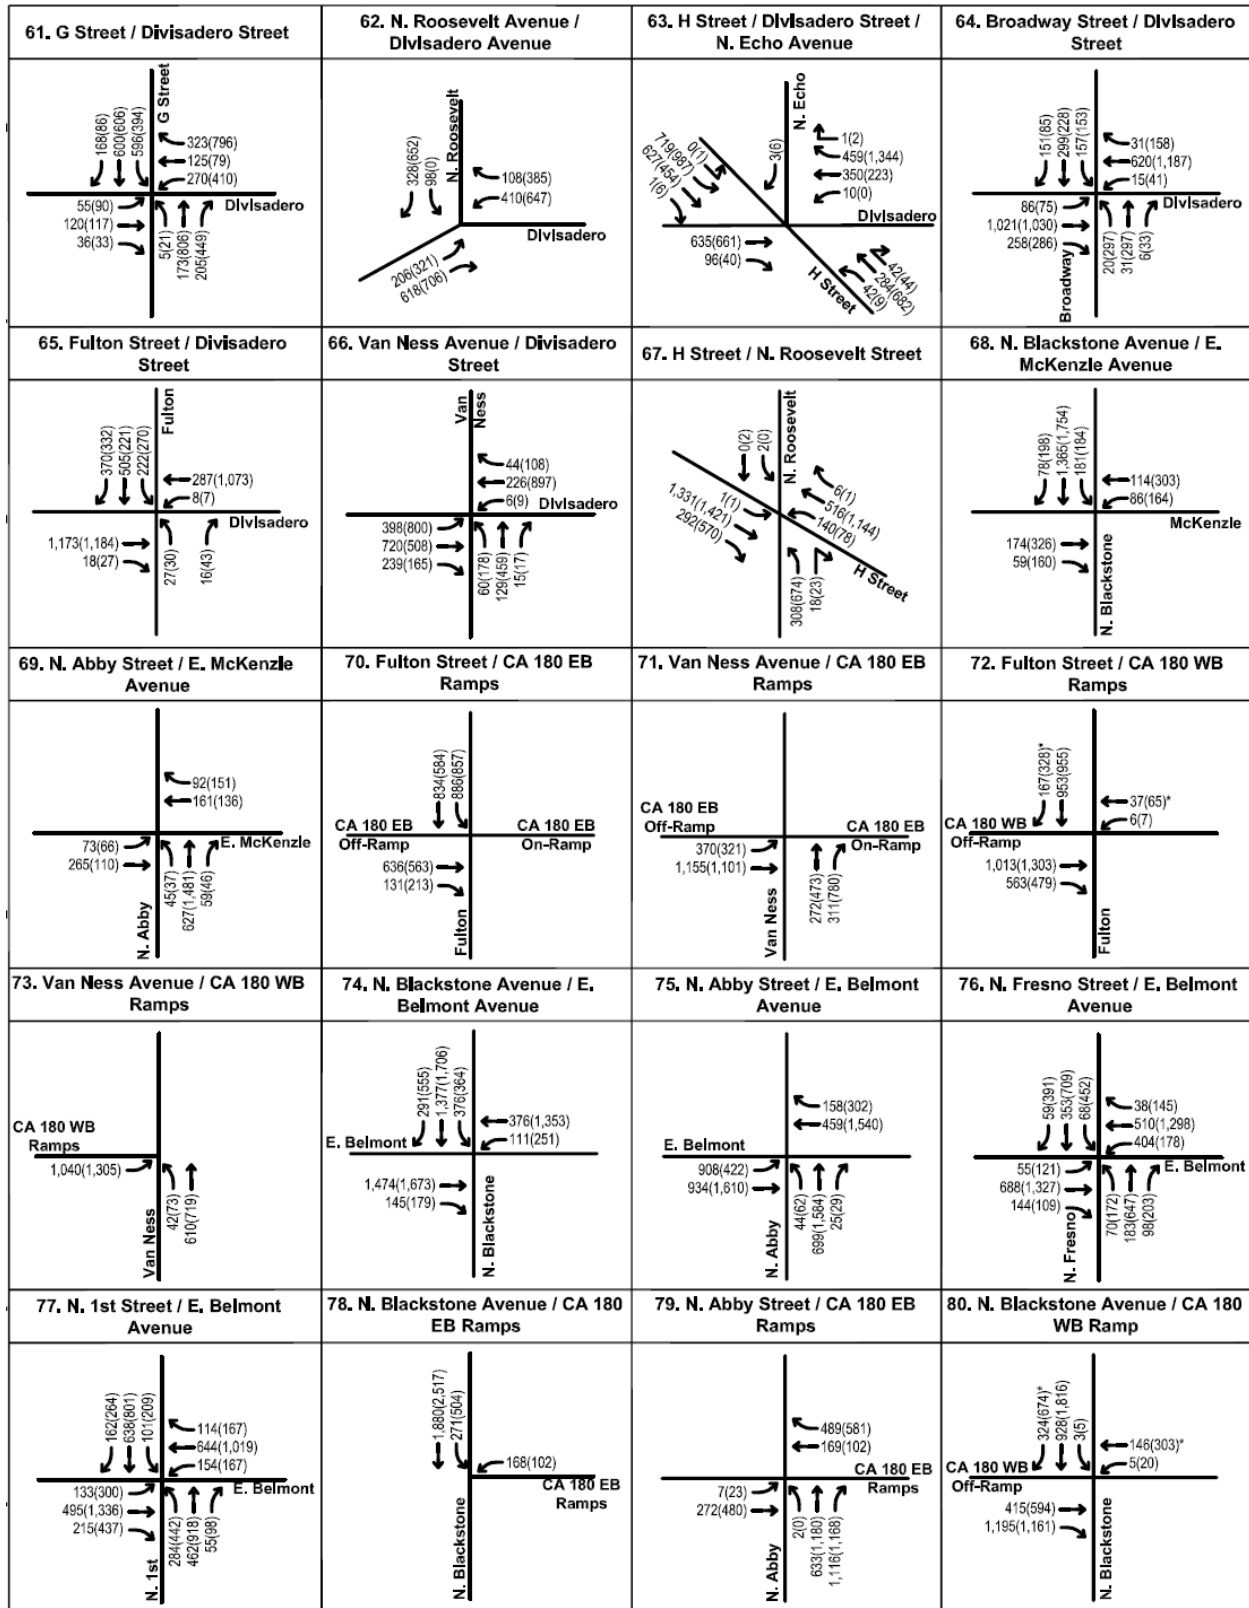 61. G Street / Divisadero Street
G Street
168(86)
600(606)
596(394)
323(796)
125(79)
270(410)
Divisadero
55(90)
120(117)
36(33)
5(21)
173(806)
205(449)
62. N. Roosevelt Avenue /
Divisadero Avenue
N. Roosevelt
328(652)
98(0)
108(385)
410(647)
Divisadero
206(321)
618(706)
63. H Street / Divisadero Street /
N. Echo Avenue
N. Echo
0(1)
719(987)
627(454)
1(6)
3(6)
1(2)
459(1,344)
350(223)
10(0)
Divisadero
635(661)
96(40)
H Street
42(44)
284(682)
42(9)
64. Broadway Street / Divisadero
Street
151(85)
299(228)
157(153)
31(158)
620(1,187)
15(41)
Divisadero
86(75)
1,021(1,030)
258(286)
Broadway
20(297)
31(297)
6(33)
65. Fulton Street / Divisadero
Street
Fulton
370(332)
505(221)
222(270)
287(1,073)
8(7)
Divisadero
1,173(1,184)
18(27)
27(30)
16(43)
66. Van Ness Avenue / Divisadero
Street
Van Ness
44(108)
226(897)
6(9)
Divisadero
398(800)
720(508)
239(165)
60(178)
129(459)
15(17)
67. H Street / N. Roosevelt Street
N. Roosevelt
0(2)
2(0)
1(1)
1,331(1,421)
292(570)
6(1)
516(1,144)
140(78)
H Street
308(674)
18(23)
68. N. Blackstone Avenue / E.
McKenzie Avenue
78(198)
1,365(1,754)
181(184)
114(303)
86(164)
McKenzie
174(326)
59(160)
N. Blackstone
69. N. Abby Street / E. McKenzie
Avenue
92(151)
161(136)
E. McKenzie
73(66)
265(110)
N. Abby
45(37)
627(1,481)
59(46)
70. Fulton Street / CA 180 EB
Ramps
834(584)
886(857)
CA 180 EB
Off-Ramp
CA 180 EB
On-Ramp
636(563)
131(213)
Fulton
71. Van Ness Avenue / CA 180 EB
Ramps
CA 180 EB
Off-Ramp
CA 180 EB
On-Ramp
370(321)
1,155(1,101)
Van Ness
272(473)
311(780)
72. Fulton Street / CA 180 WB
Ramps
167(328)*
953(955)
37(65)*
6(7)
CA 180 WB
Off-Ramp
1,013(1,303)
563(479)
Fulton
73. Van Ness Avenue / CA 180 WB
Ramps
CA 180 WB
Ramps
1,040(1,305)
Van Ness
42(73)
610(719)
74. N. Blackstone Avenue / E.
Belmont Avenue
291(555)
1,377(1,706)
376(364)
376(1,353)
111(251)
E. Belmont
1,474(1,673)
145(179)
N. Blackstone
75. N. Abby Street / E. Belmont
Avenue
158(302)
459(1,540)
E. Belmont
908(422)
934(1,610)
N. Abby
44(62)
699(1,584)
25(29)
76. N. Fresno Street / E. Belmont
Avenue
59(391)
353(709)
68(452)
38(145)
510(1,298)
404(178)
E. Belmont
55(121)
688(1,327)
144(109)
N. Fresno
70(172)
183(647)
98(203)
77. N. 1st Street / E. Belmont
Avenue
162(264)
638(801)
101(209)
114(167)
644(1,019)
154(167)
E. Belmont
133(300)
495(1,336)
215(437)
N. 1st
284(442)
462(918)
55(98)
78. N. Blackstone Avenue / CA 180
EB Ramps
1,880(2,517)
271(504)
168(102)
CA 180 EB
Ramps
N. Blackstone
79. N. Abby Street / CA 180 EB
Ramps
489(581)
169(102)
CA 180 EB
Ramps
7(23)
272(480)
N. Abby
2(0)
633(1,180)
1,116(1,168)
80. N. Blackstone Avenue / CA 180
WB Ramp
324(674)*
928(1,816)
3(5)
146(303)*
5(20)
CA 180 WB
Off-Ramp
415(594)
1,195(1,161)
N. Blackstone